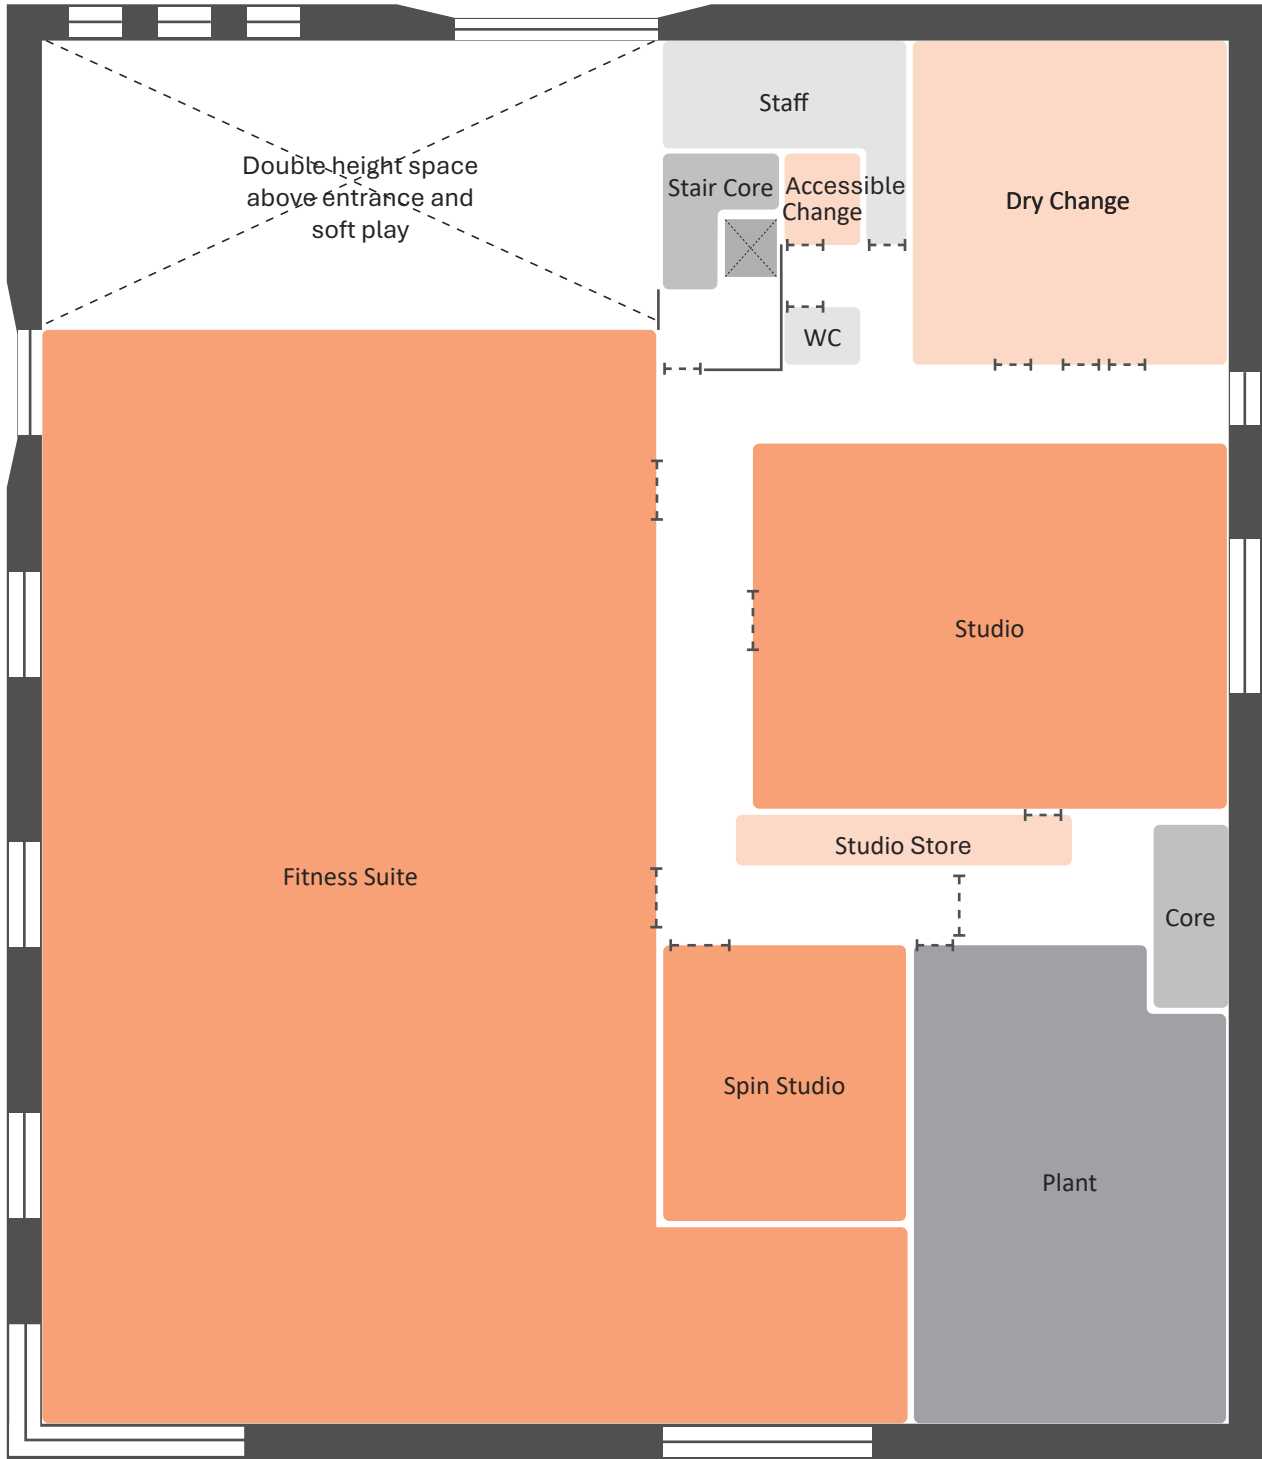 Staff
Double height space
above entrance and
soft play
Stair Core
Accessible
Change
Dry Change
WC
Studio
Studio Store
Fitness Suite
Core
Spin Studio
Plant